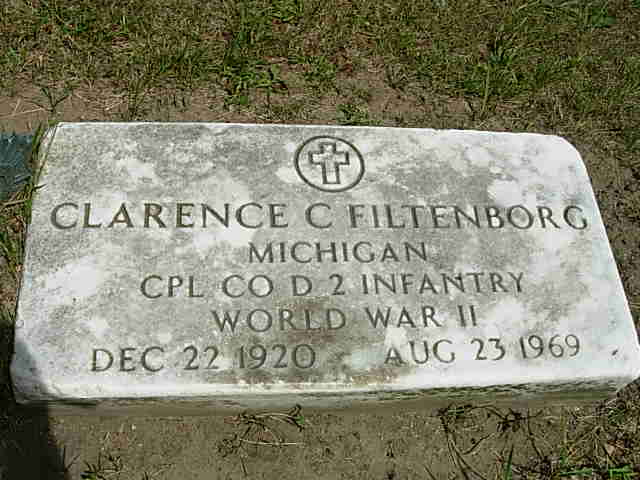 CLARENCE C FILTENBORG
MICHIGAN
CPL CO D 2 INFANTRY
WORLD WAR II
DEC 22 1920 AUG 23 1969